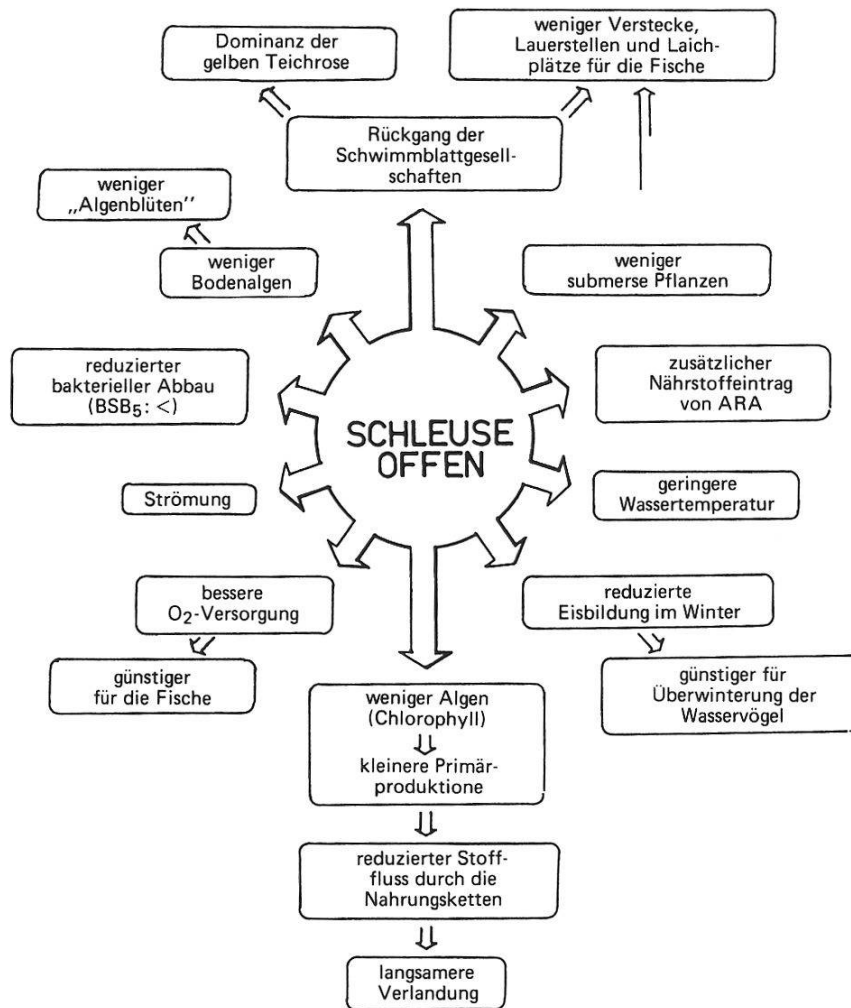 Dominanz der
gelben Teichrose
weniger Verstecke,
Lauerstellen und Laich-
plätze für die Fische
Rückgang der
Schwimmblattgesell-
schaften
weniger
„Algenblüten”
weniger
Bodenalgen
weniger
submerse Pflanzen
reduzierter
bakterieller Abbau
(BSB5: <)
zusätzlicher
Nährstoffeintrag
von ARA
SCHLEUSE
OFFEN
Strömung
geringere
Wassertemperatur
bessere
O2-Versorgung
reduzierte
Eisbildung im Winter
günstiger
für die Fische
günstiger für
Überwinterung der
Wasservögel
weniger Algen
(Chlorophyll)
kleinere Primär-
produktione
reduzierter Stoff-
fluss durch die
Nahrungsketten
langsamere
Verlandung